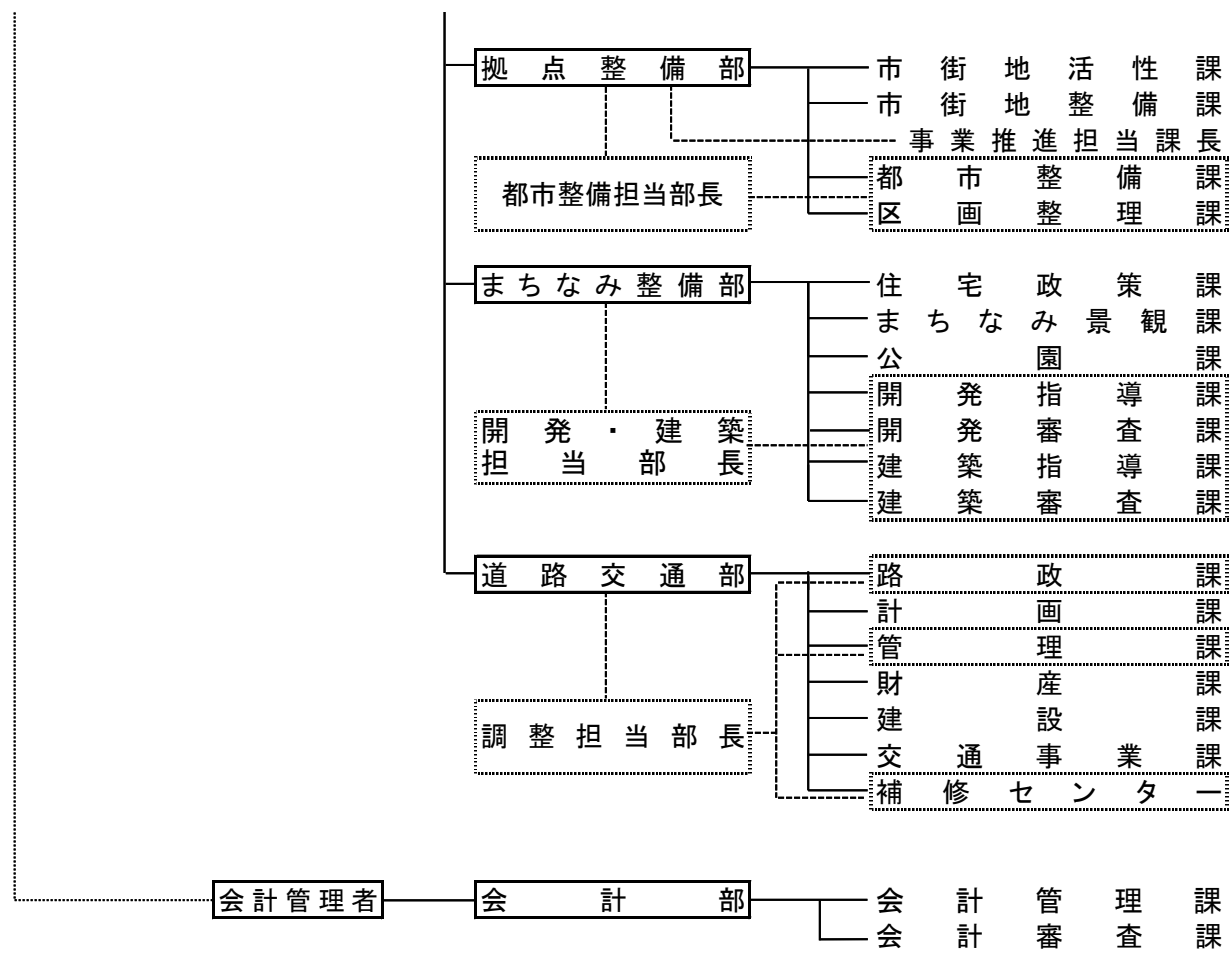 拠点整備部
市街地活性課
市街地整備課
事業推進担当課長
都市整備担当部長
都市整備課
区画整理課
まちなみ整備部
住宅政策課
まちなみ景観課
公園課
開発・建築
担当部長
開発指導課
開発審査課
建築指導課
建築審査課
道路交通部
路政課
計画課
管理課
財産課
調整担当部長
建設課
交通事業課
補修センター
会計管理者
会計部
会計管理課
会計審査課